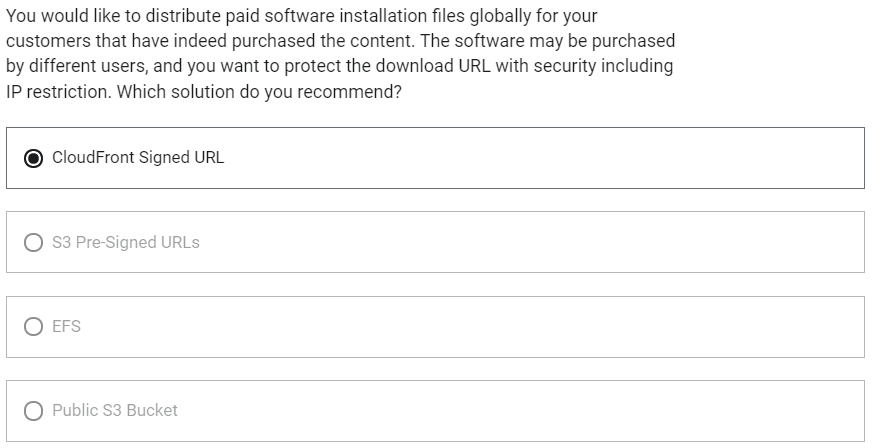 You would like to distribute paid software installation files globally for your
customers that have indeed purchased the content. The software may be purchased
by different users, and you want to protect the download URL with security including
IP restriction. Which solution do you recommend?
CloudFront Signed URL
S3 Pre-Signed URLs
EFS
Public S3 Bucket